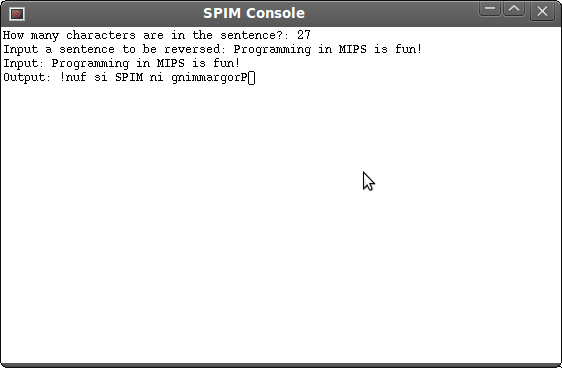 SPIM Console
How many characters are in the sentence?: 27
Input a sentence to be reversed: Programming in MIPS is fun!
Input: Programming in MIPS is fun!
Output: !nuf si SPIM ni gnimmargorP